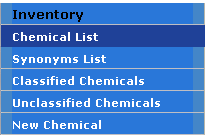 Inventory
Chemical List
Synonyms List
Classified Chemicals
Unclassified Chemicals
New Chemical